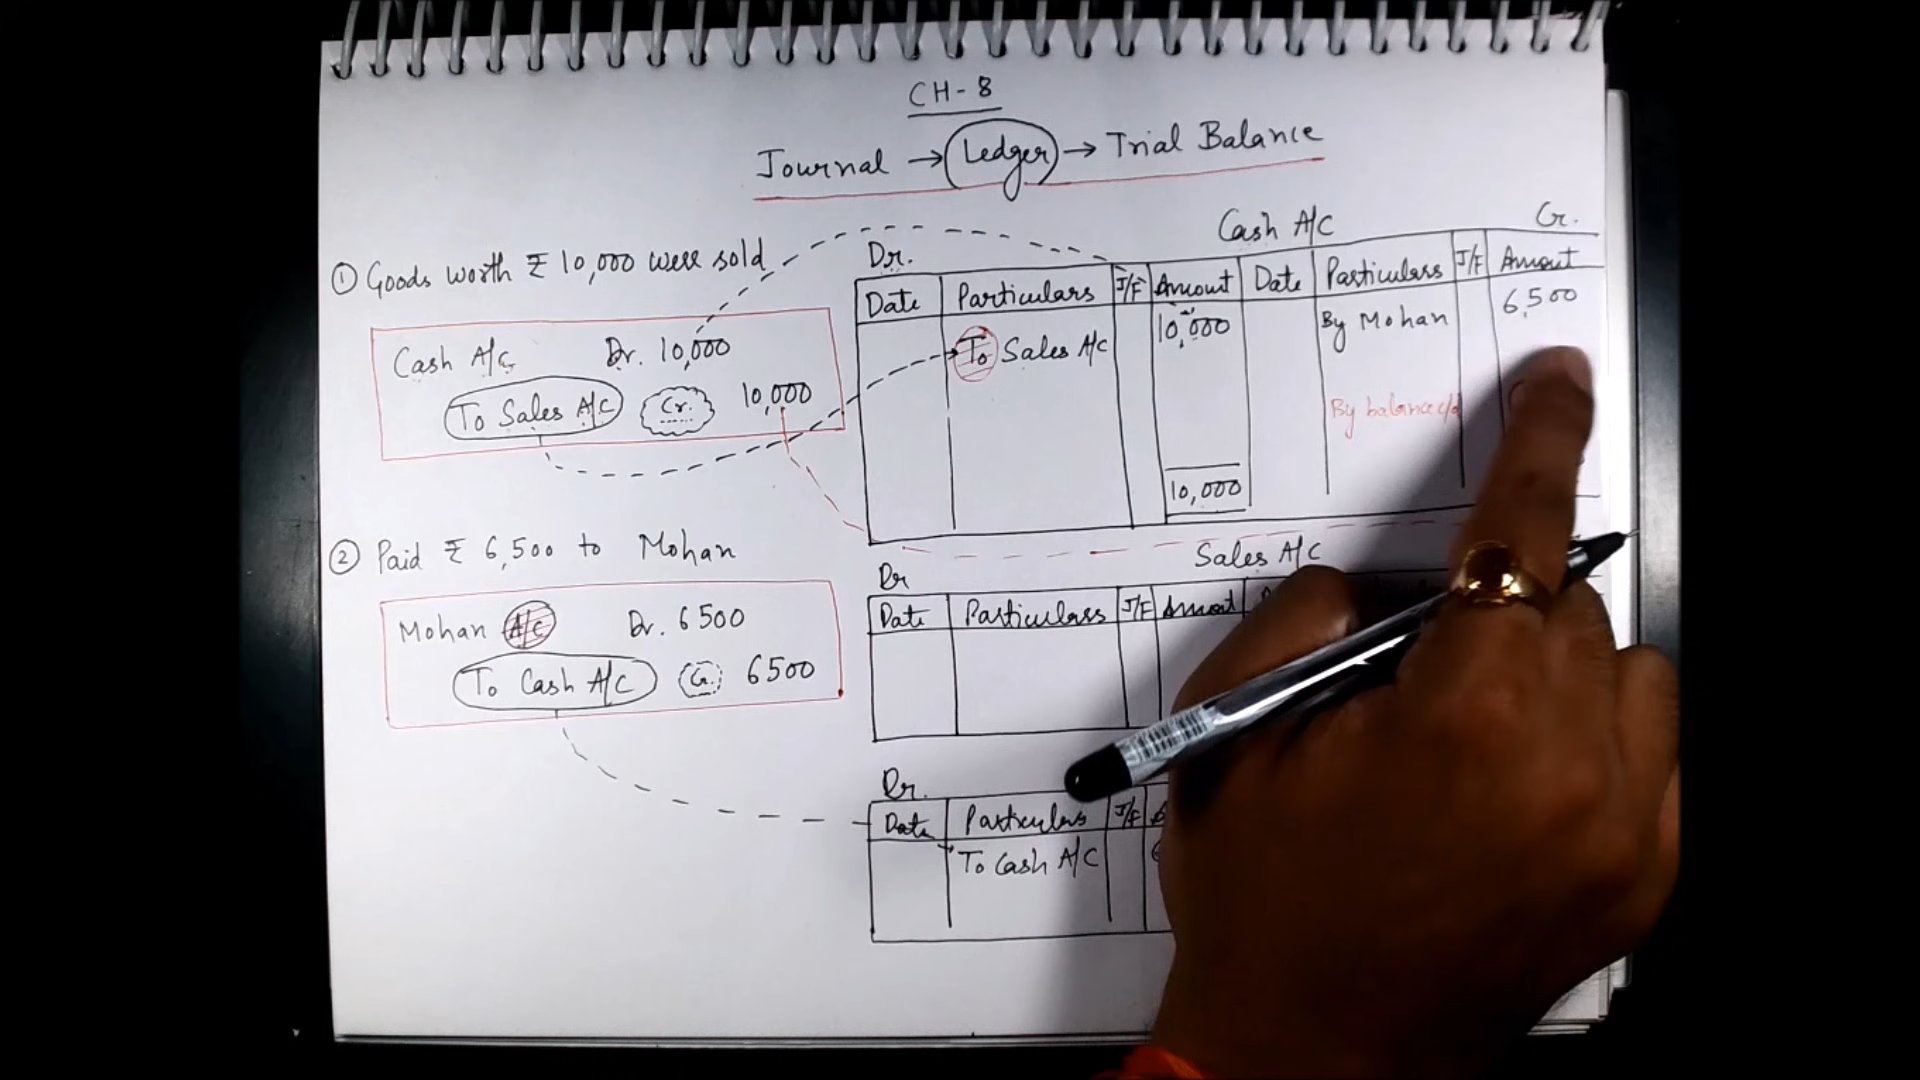 CH-8
Journal → Ledger → Trial Balance
① Goods worth ₹ 10,000 were sold
Cash A/C Dr. 10,000
To Sales A/C Cr. 10,000
② Paid ₹ 6,500 to Mohan
Mohan A/C Dr. 6500
To Cash A/C Cr. 6500
Cash A/C
Dr. Cr.
Date Particulars J/F Amount Date Particulars J/F Amount
To Sales A/C 10,000 By Mohan 6,500
By balance c/d
10,000
Sales A/C
Dr
Date Particulars J/F Amount
Dr.
Date Particulars J/F
To Cash A/C